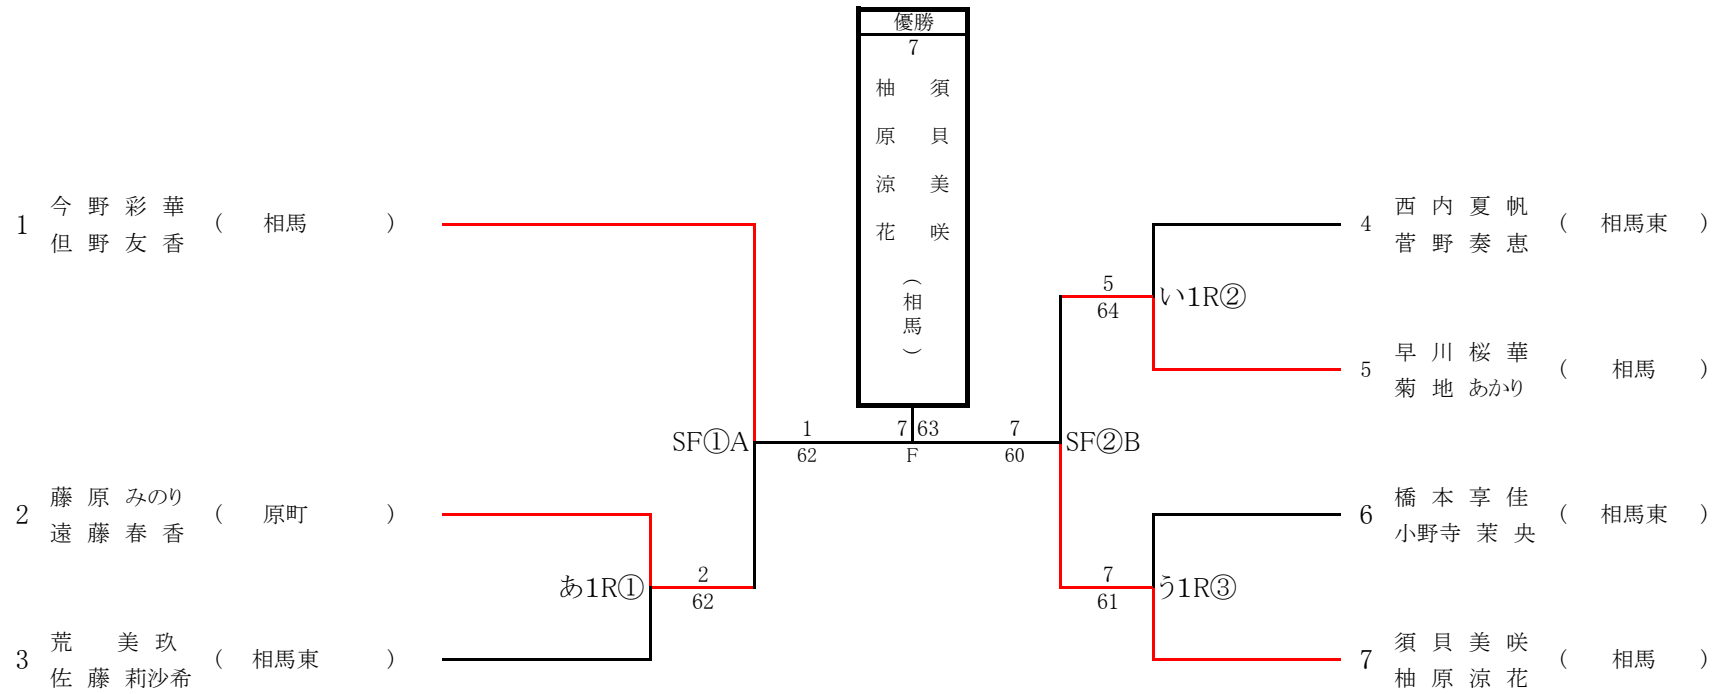 優勝
7
須貝美咲
柚原涼花
(相馬)
1 今野彩華 ( 相馬 )
但野友香
2 藤原みのり ( 原町 )
遠藤春香
3 荒 美玖 ( 相馬東 )
佐藤莉沙希
あ1R①
2
62
SF①A
1
62
7 63
F
7
60
SF②B
5
64
い1R②
7
61
う1R③
4 西内夏帆 ( 相馬東 )
菅野奏恵
5 早川桜華 ( 相馬 )
菊地あかり
6 橋本享佳 ( 相馬東 )
小野寺茉央
7 須貝美咲 ( 相馬 )
柚原涼花